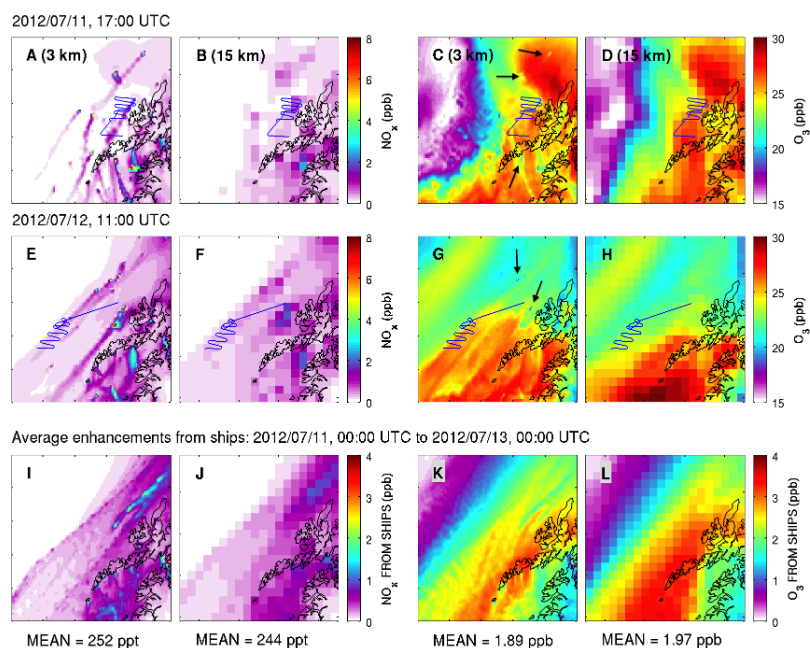 2012/07/11, 17:00 UTC
A (3 km) B (15 km) C (3 km) D (15 km)
8 6 4 2 0
NOx (ppb)
30 25 20 15
O3 (ppb)
2012/07/12, 11:00 UTC
E F G H
8 6 4 2 0
NOx (ppb)
30 25 20 15
O3 (ppb)
Average enhancements from ships: 2012/07/11, 00:00 UTC to 2012/07/13, 00:00 UTC
I J K L
4 3 2 1 0
NOx FROM SHIPS (ppb)
4 3 2 1 0
O3 FROM SHIPS (ppb)
MEAN = 252 ppt MEAN = 244 ppt MEAN = 1.89 ppb MEAN = 1.97 ppb